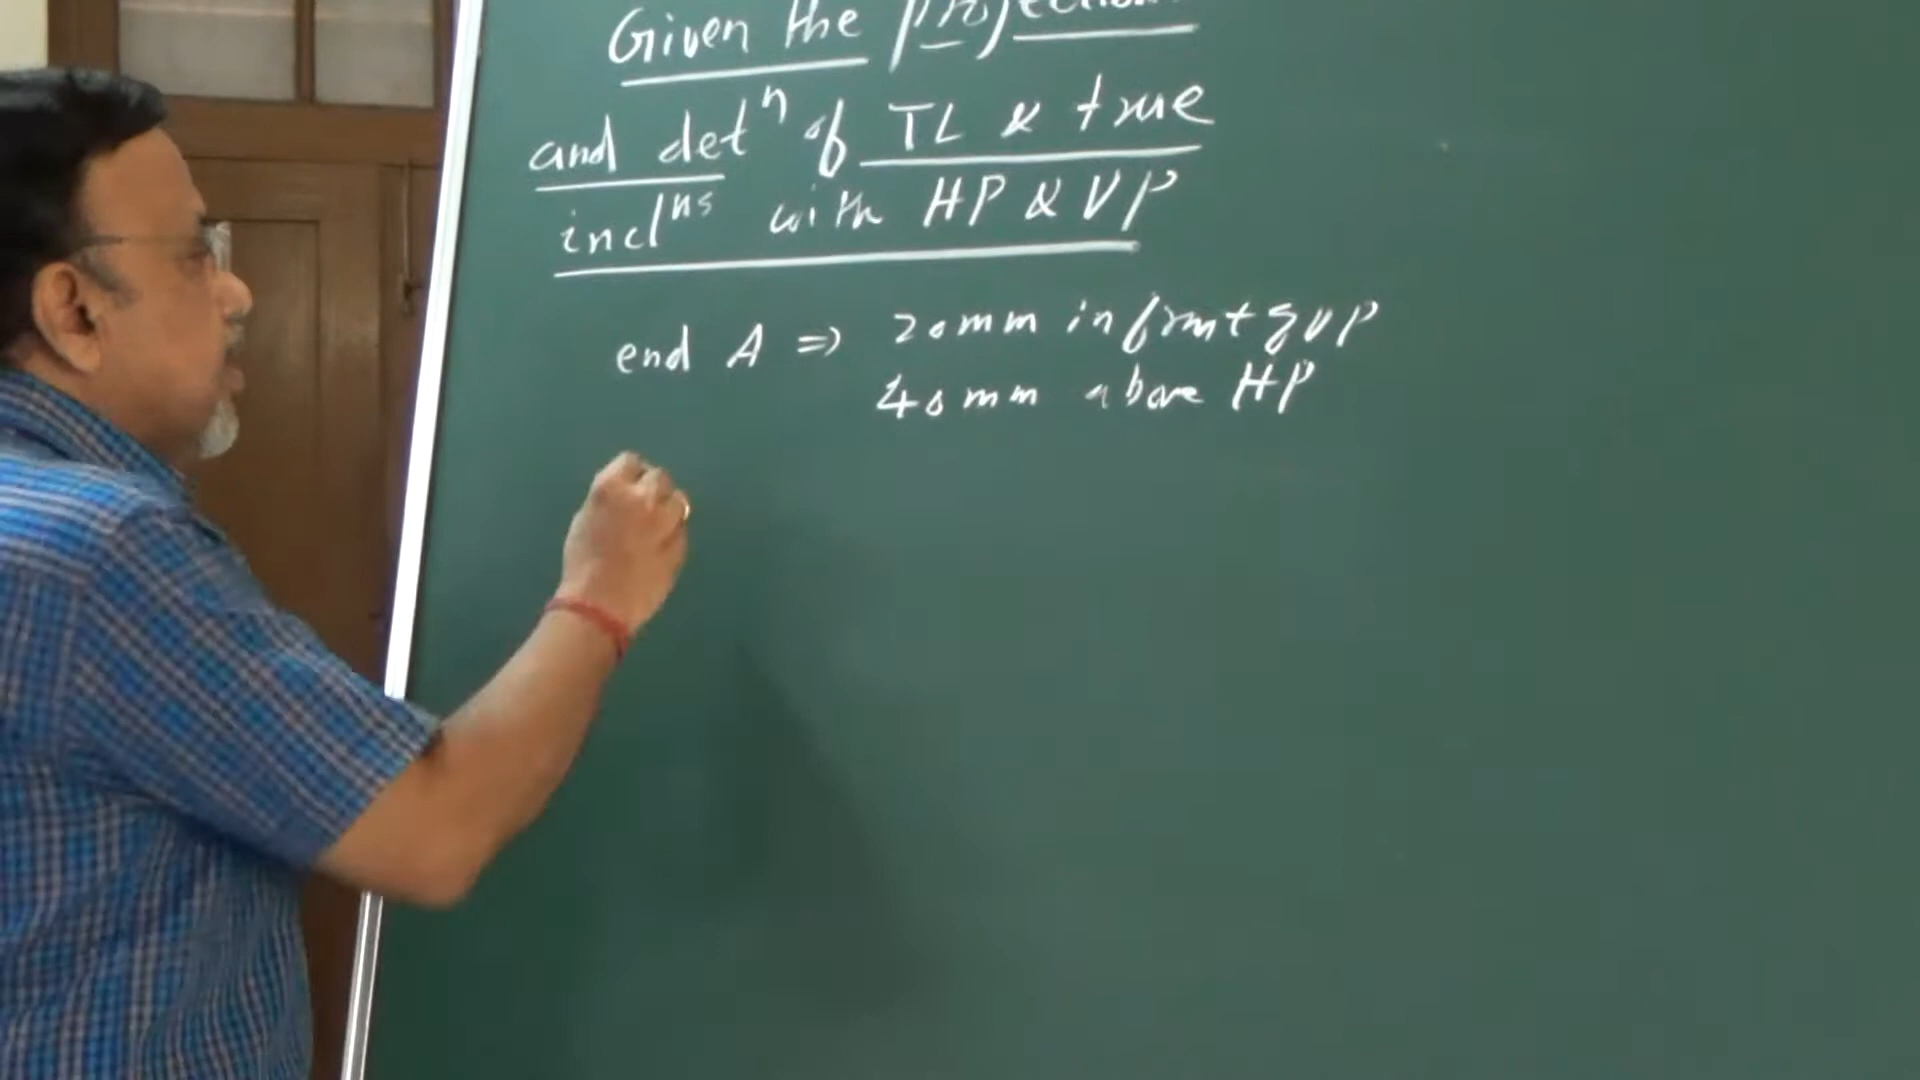 Given the projection
and detⁿ of TL & true
inclⁿˢ with HP & VP
end A ⇒ 20mm in front of VP
40mm above HP